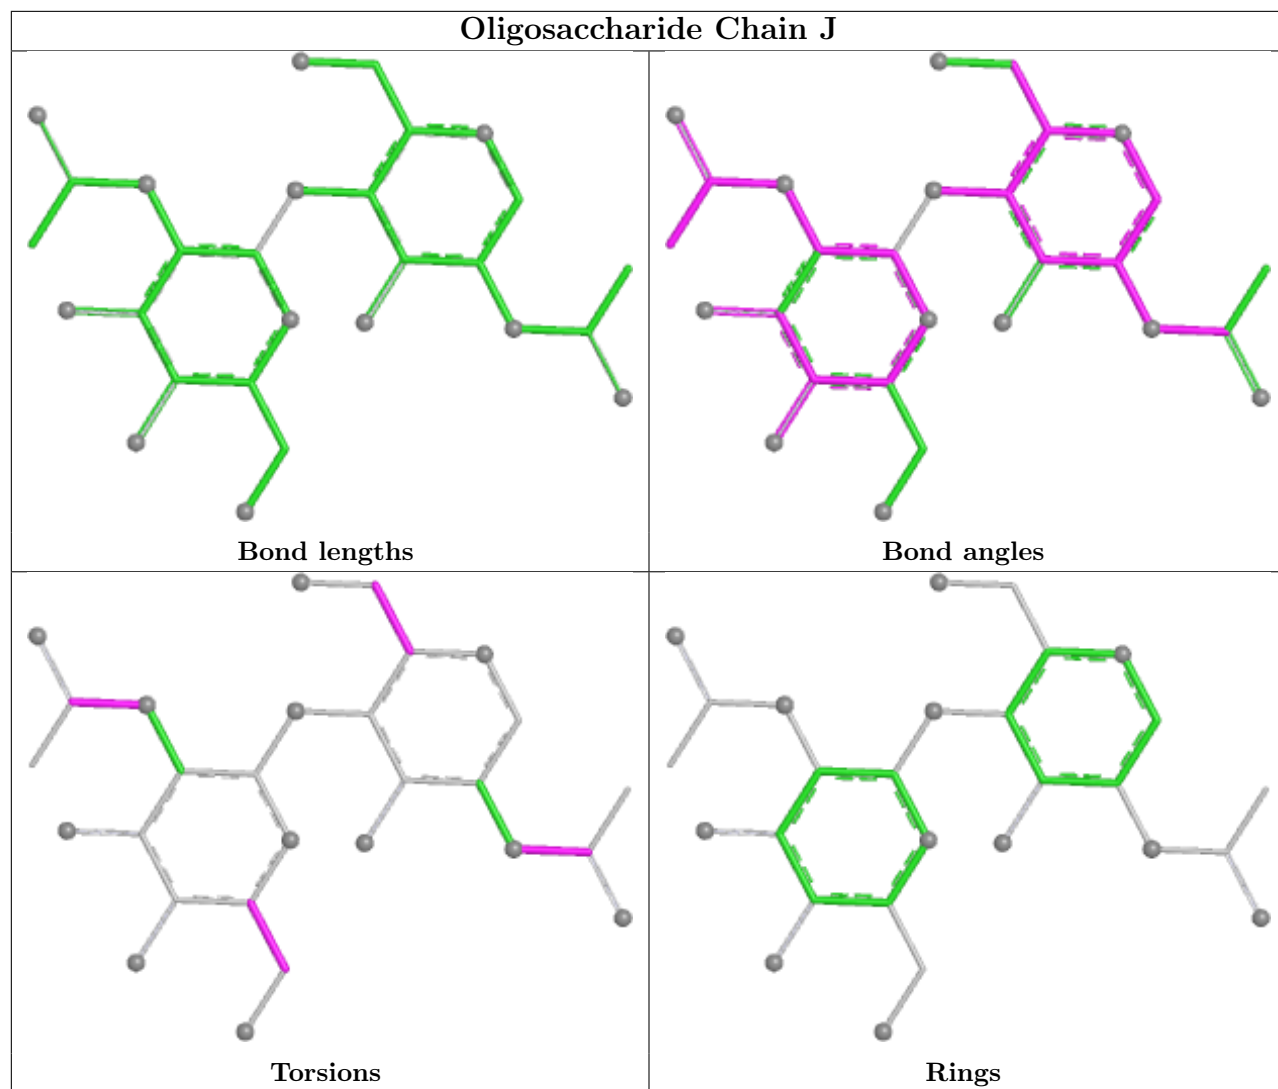 Oligosaccharide Chain J
Bond lengths
Bond angles
Torsions
Rings